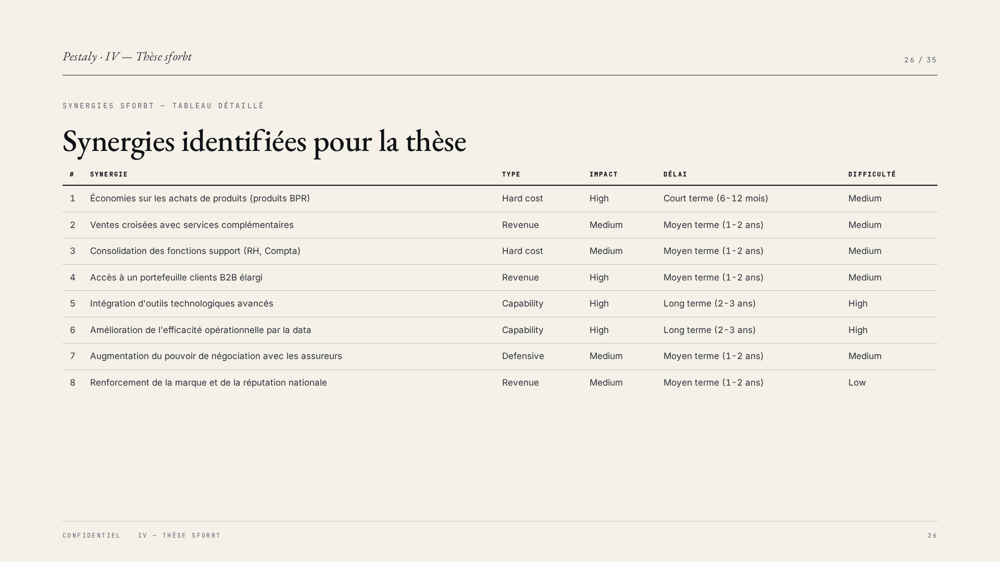 Pestaly · IV — Thèse sforbt
26 / 35
SYNERGIES SFORBT — TABLEAU DÉTAILLÉ
Synergies identifiées pour la thèse
# SYNERGIE TYPE IMPACT DÉLAI DIFFICULTÉ
1 Économies sur les achats de produits (produits BPR) Hard cost High Court terme (6-12 mois) Medium
2 Ventes croisées avec services complémentaires Revenue Medium Moyen terme (1-2 ans) Medium
3 Consolidation des fonctions support (RH, Compta) Hard cost Medium Moyen terme (1-2 ans) Medium
4 Accès à un portefeuille clients B2B élargi Revenue High Moyen terme (1-2 ans) Medium
5 Intégration d'outils technologiques avancés Capability High Long terme (2-3 ans) High
6 Amélioration de l'efficacité opérationnelle par la data Capability High Long terme (2-3 ans) High
7 Augmentation du pouvoir de négociation avec les assureurs Defensive Medium Moyen terme (1-2 ans) Medium
8 Renforcement de la marque et de la réputation nationale Revenue Medium Moyen terme (1-2 ans) Low
CONFIDENTIEL IV — THÈSE SFORBT 26